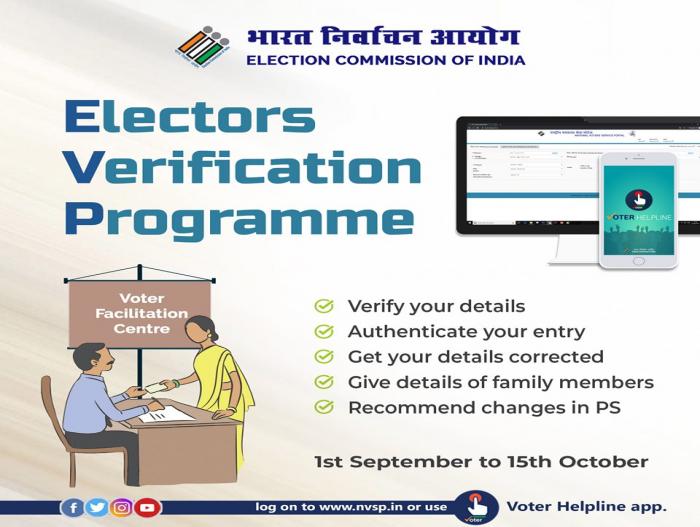 भारत निर्वाचन आयोग
ELECTION COMMISSION OF INDIA
Electors
Verification
Programme
VOTER HELPLINE
Voter
Facilitation
Centre
Verify your details
Authenticate your entry
Get your details corrected
Give details of family members
Recommend changes in PS
1st September to 15th October
log on to www.nvsp.in or use
Voter Helpline app.